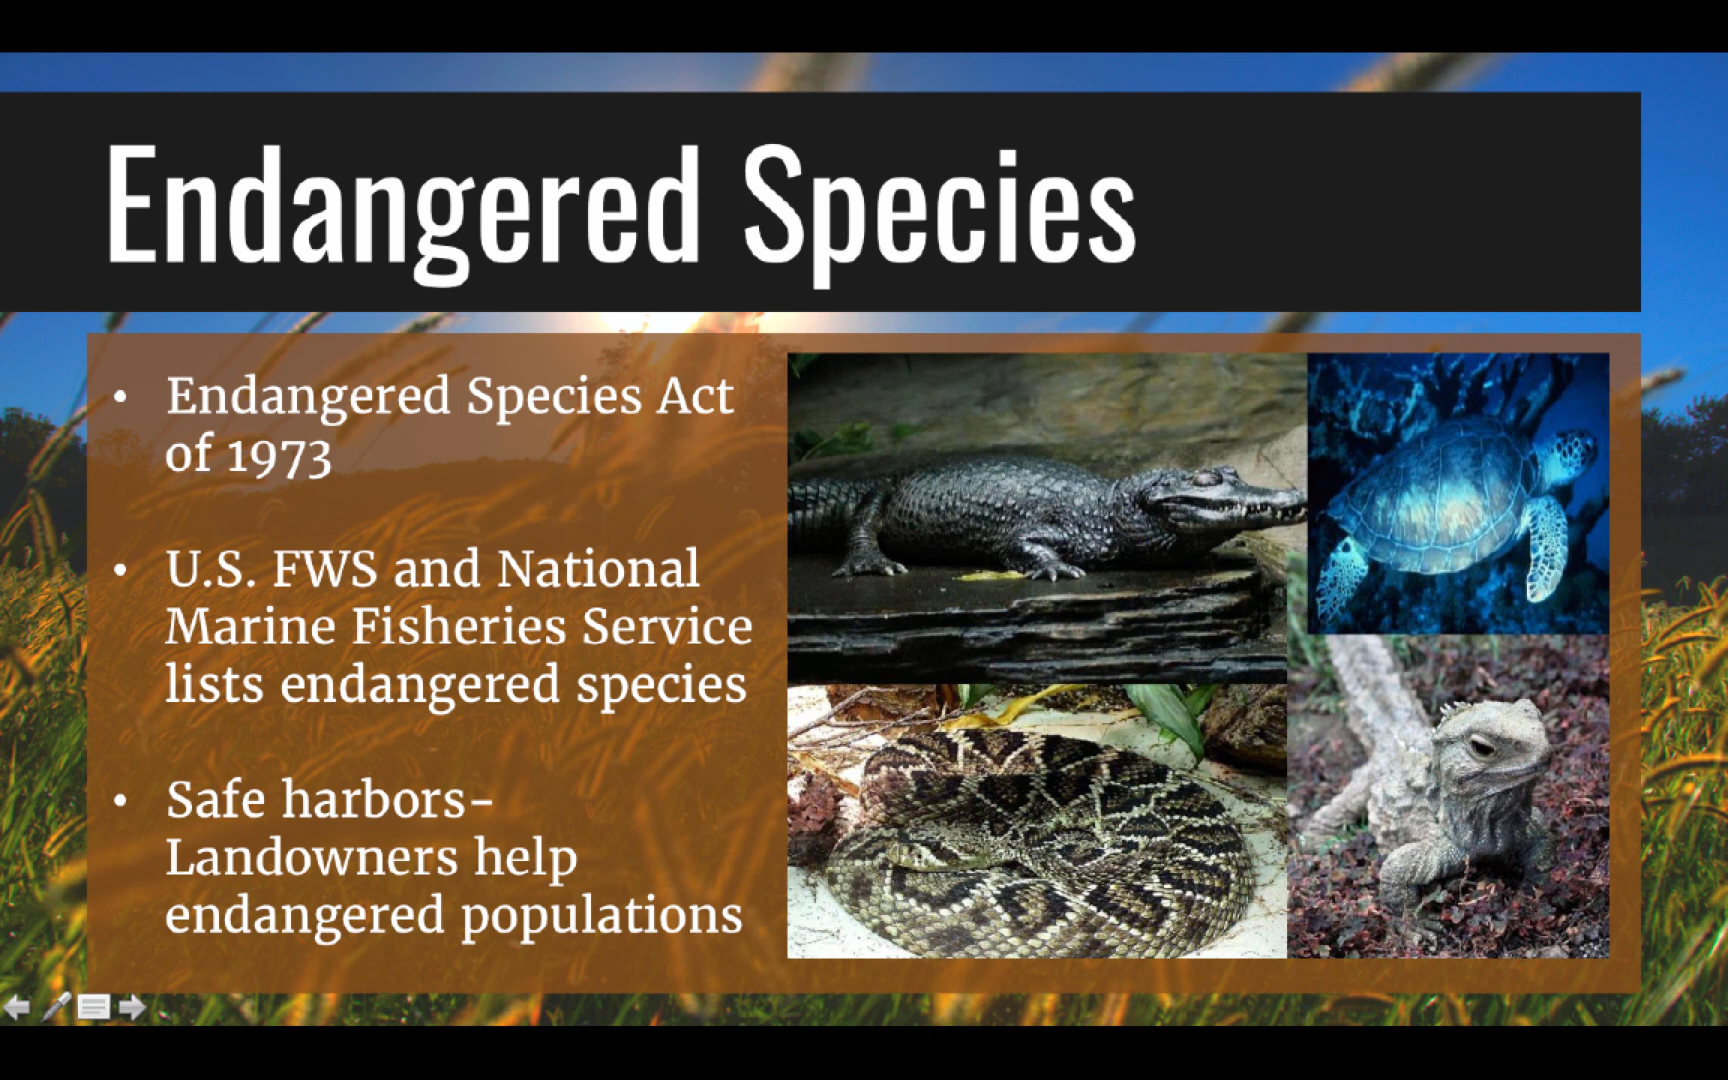 Endangered Species
• Endangered Species Act
of 1973
• U.S. FWS and National
Marine Fisheries Service
lists endangered species
• Safe harbors-
Landowners help
endangered populations